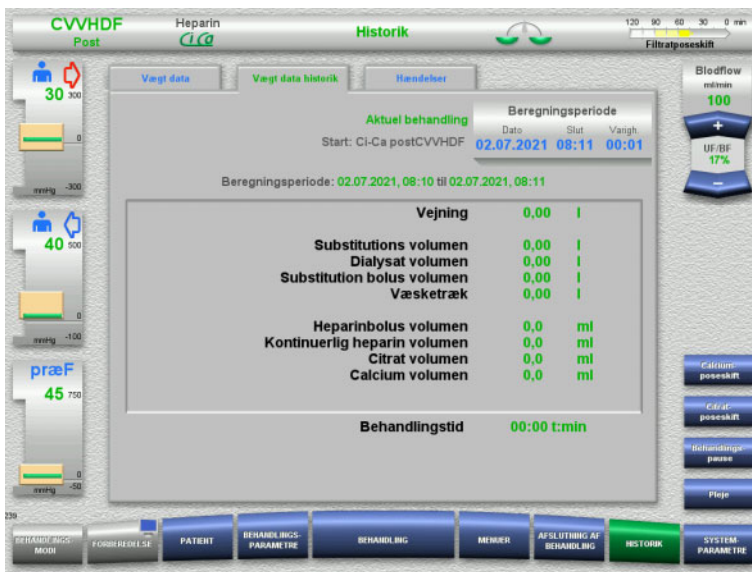 CVVHDF
Post
Heparin
Ci Ca
Historik
120 90 60 30 0 min
Filtratposeskift
30
300
0
mmHg -300
40
500
0
mmHg -100
præF
45
750
0
mmHg -50
Vægt data
Vægt data historik
Hændelser
Aktuel behandling
Start: Ci-Ca postCVVHDF
Beregningsperiode
Dato Slut Varigh.
02.07.2021 08:11 00:01
Beregningsperiode: 02.07.2021, 08:10 til 02.07.2021, 08:11
Vejning 0,00 l
Substitutions volumen 0,00 l
Dialysat volumen 0,00 l
Substitution bolus volumen 0,00 l
Væsketræk 0,00 l
Heparinbolus volumen 0,0 ml
Kontinuerlig heparin volumen 0,0 ml
Citrat volumen 0,0 ml
Calcium volumen 0,0 ml
Behandlingstid 00:00 t:min
Blodflow
ml/min
100
+
UF/BF
17%
−
Calcium-
poseskift
Citrat-
poseskift
Behandlings-
pause
Pleje
239
BEHANDLINGS-
MODI
FORBEREDELSE
PATIENT
BEHANDLINGS-
PARAMETRE
BEHANDLING
MENUER
AFSLUTNING AF
BEHANDLING
HISTORIK
SYSTEM-
PARAMETRE